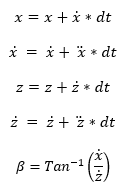 x = x + ẋ * dt
ẋ = ẋ + ẍ * dt
z = z + ż * dt
ż = ż + z̈ * dt
β = Tan⁻¹(ẋ/ż)